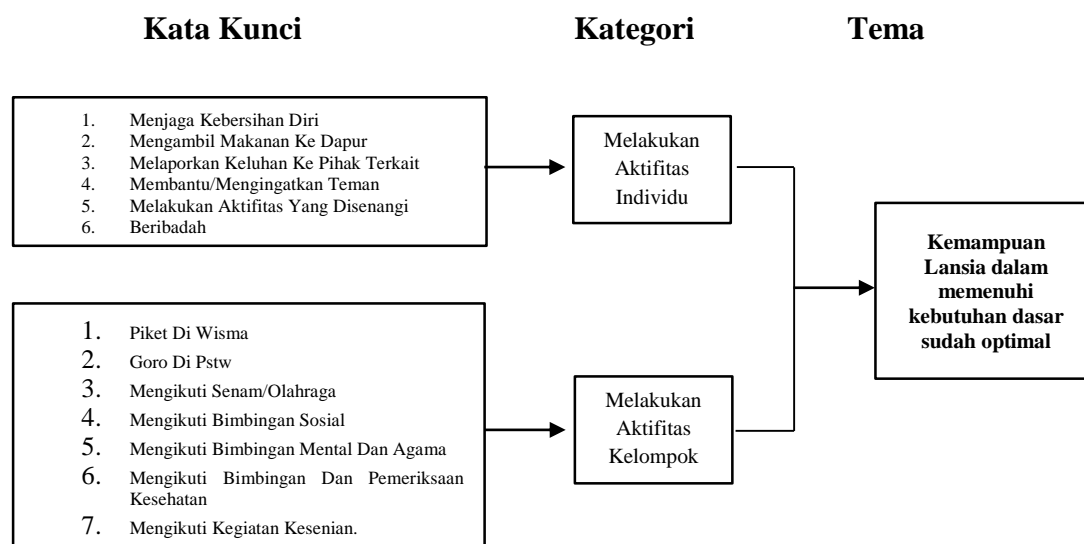 Kata Kunci Kategori Tema
1. Menjaga Kebersihan Diri
2. Mengambil Makanan Ke Dapur
3. Melaporkan Keluhan Ke Pihak Terkait
4. Membantu/Mengingatkan Teman
5. Melakukan Aktifitas Yang Disenangi
6. Beribadah
Melakukan
Aktifitas
Individu
1. Piket Di Wisma
2. Goro Di Pstw
3. Mengikuti Senam/Olahraga
4. Mengikuti Bimbingan Sosial
5. Mengikuti Bimbingan Mental Dan Agama
6. Mengikuti Bimbingan Dan Pemeriksaan
Kesehatan
7. Mengikuti Kegiatan Kesenian.
Melakukan
Aktifitas
Kelompok
Kemampuan
Lansia dalam
memenuhi
kebutuhan dasar
sudah optimal